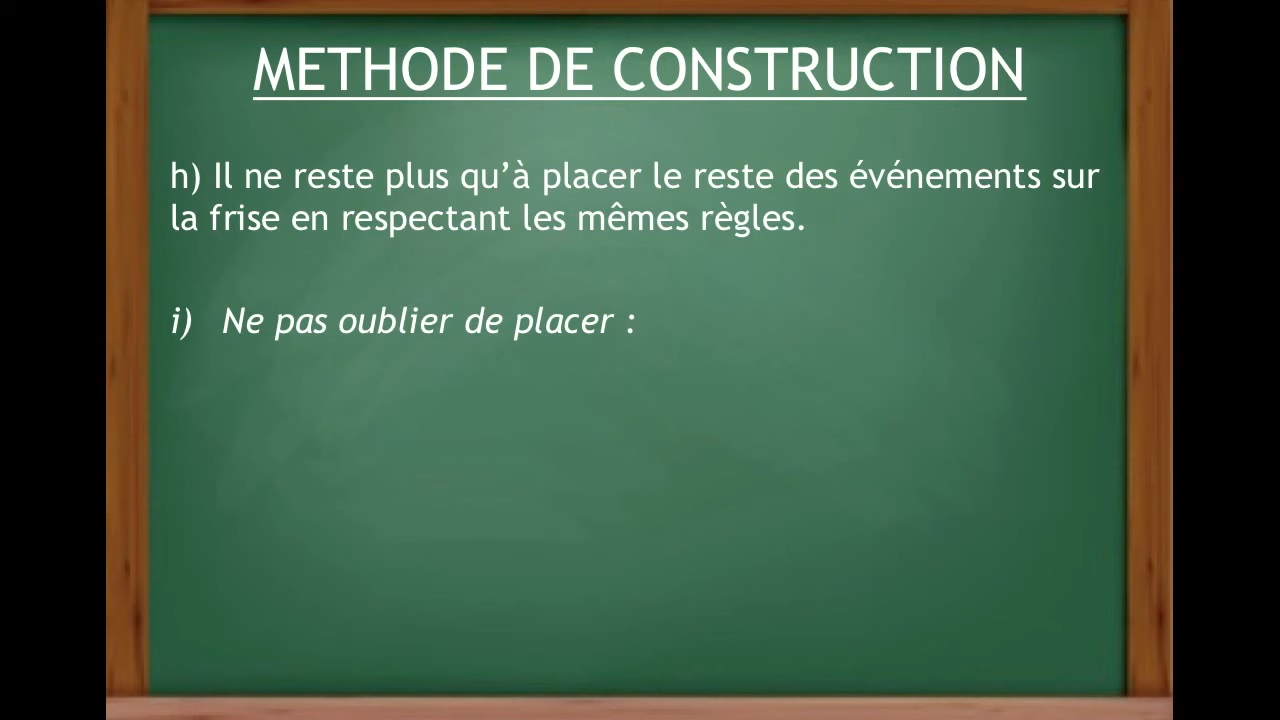 METHODE DE CONSTRUCTION
h) Il ne reste plus qu’à placer le reste des événements sur
la frise en respectant les mêmes règles.
i) Ne pas oublier de placer :